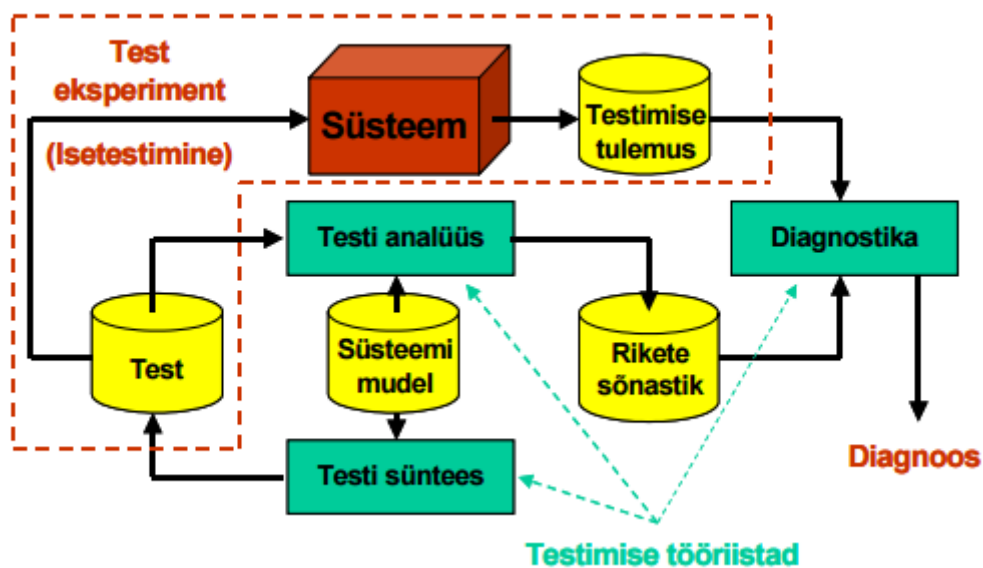 Test
eksperiment
(Isetestimine)
Süsteem
Testimise
tulemus
Testi analüüs
Diagnostika
Test
Süsteemi
mudel
Rikete
sõnastik
Testi süntees
Diagnoos
Testimise tööriistad